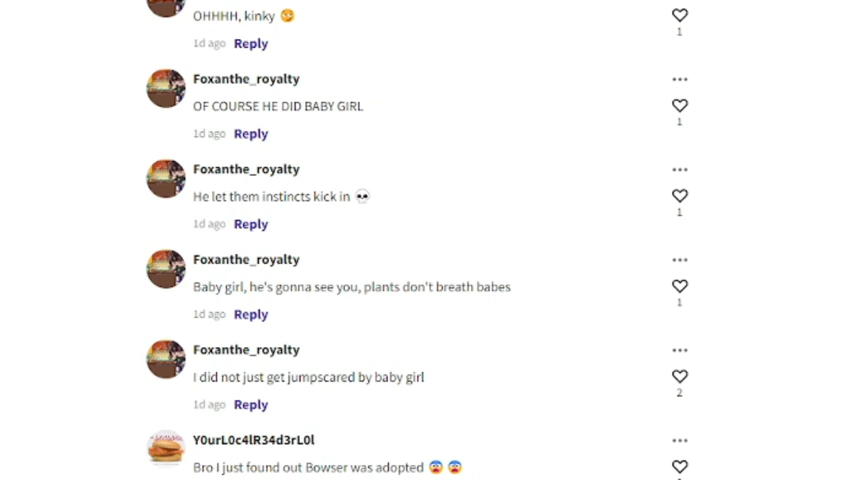 OHHHH, kinky 😏
1
1d ago Reply
Foxanthe_royalty
OF COURSE HE DID BABY GIRL
1
1d ago Reply
Foxanthe_royalty
He let them instincts kick in 💀
1
1d ago Reply
Foxanthe_royalty
Baby girl, he's gonna see you, plants don't breath babes
1
1d ago Reply
Foxanthe_royalty
I did not just get jumpscared by baby girl
2
1d ago Reply
Y0urL0c4lR34d3rL0l
Bro I just found out Bowser was adopted 😨 😨